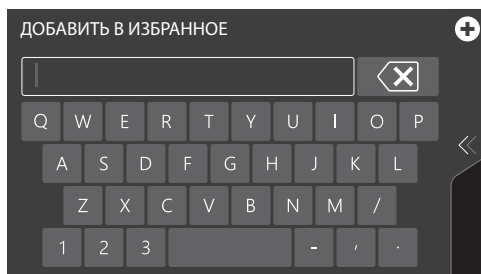 ДОБАВИТЬ В ИЗБРАННОЕ
Q W E R T Y U I O P
A S D F G H J K L
Z X C V B N M /
1 2 3 - , .